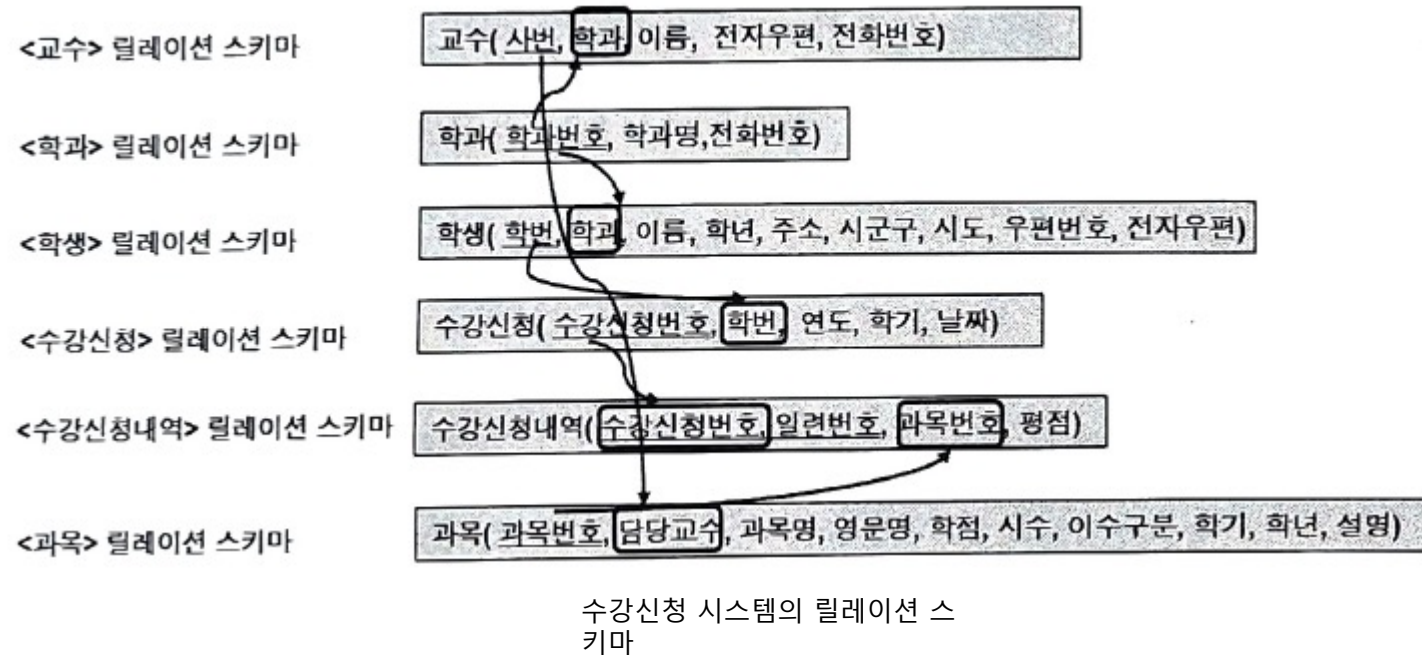 <교수> 릴레이션 스키마
교수( 사번, 학과, 이름, 전자우편, 전화번호)
<학과> 릴레이션 스키마
학과( 학과번호, 학과명,전화번호)
<학생> 릴레이션 스키마
학생( 학번, 학과, 이름, 학년, 주소, 시군구, 시도, 우편번호, 전자우편)
<수강신청> 릴레이션 스키마
수강신청( 수강신청번호, 학번, 연도, 학기, 날짜)
<수강신청내역> 릴레이션 스키마
수강신청내역( 수강신청번호, 일련번호, 과목번호, 평점)
<과목> 릴레이션 스키마
과목( 과목번호, 담당교수, 과목명, 영문명, 학점, 시수, 이수구분, 학기, 학년, 설명)
수강신청 시스템의 릴레이션 스
키마